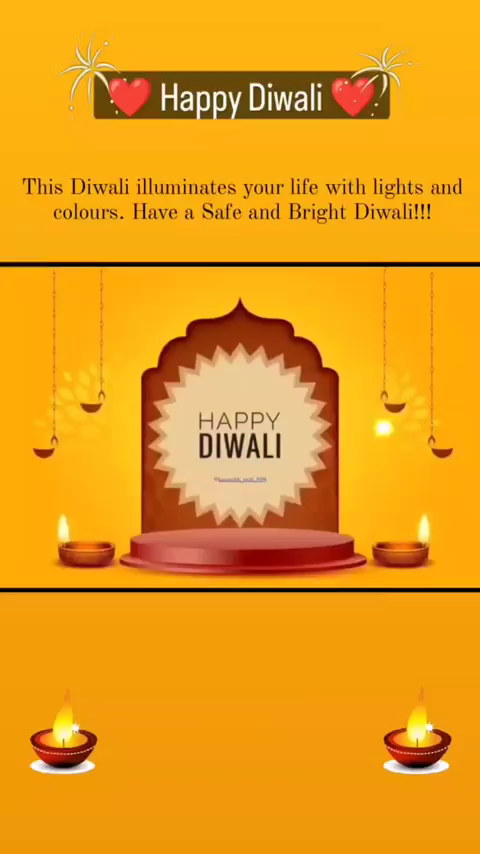 ❤️ Happy Diwali ❤️
This Diwali illuminates your life with lights and
colours. Have a Safe and Bright Diwali!!!
HAPPY
DIWALI